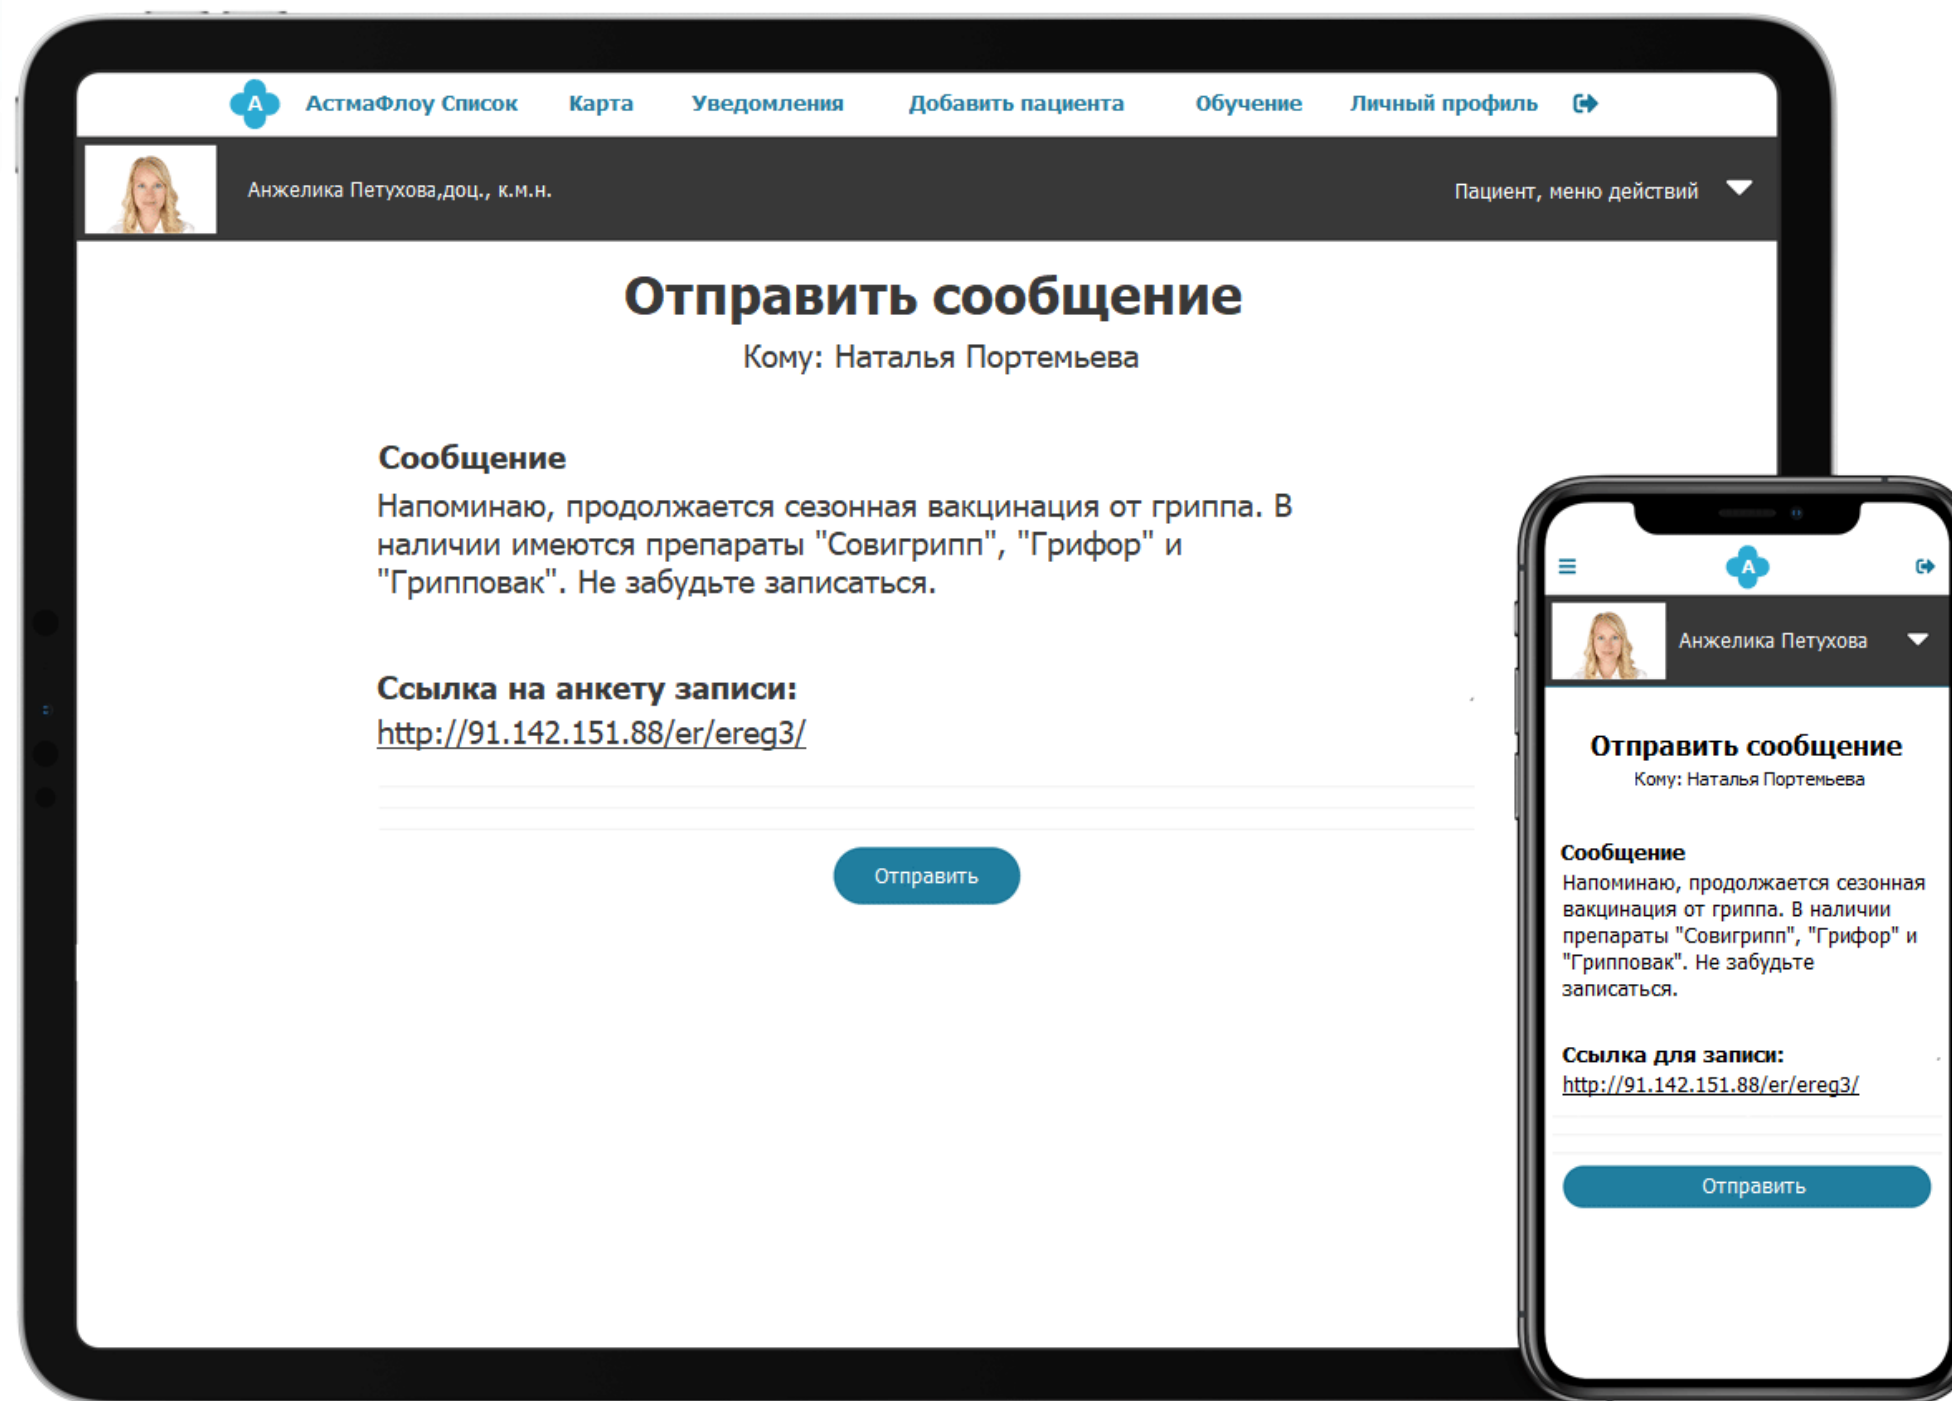 А АстмаФлоу Список Карта Уведомления Добавить пациента Обучение Личный профиль
Анжелика Петухова,доц., к.м.н. Пациент, меню действий
Отправить сообщение
Кому: Наталья Портемьева
Сообщение
Напоминаю, продолжается сезонная вакцинация от гриппа. В
наличии имеются препараты "Совигрипп", "Грифор" и
"Грипповак". Не забудьте записаться.
Ссылка на анкету записи:
http://91.142.151.88/er/ereg3/
Отправить
А
Анжелика Петухова
Отправить сообщение
Кому: Наталья Портемьева
Сообщение
Напоминаю, продолжается сезонная
вакцинация от гриппа. В наличии
препараты "Совигрипп", "Грифор" и
"Грипповак". Не забудьте
записаться.
Ссылка для записи:
http://91.142.151.88/er/ereg3/
Отправить